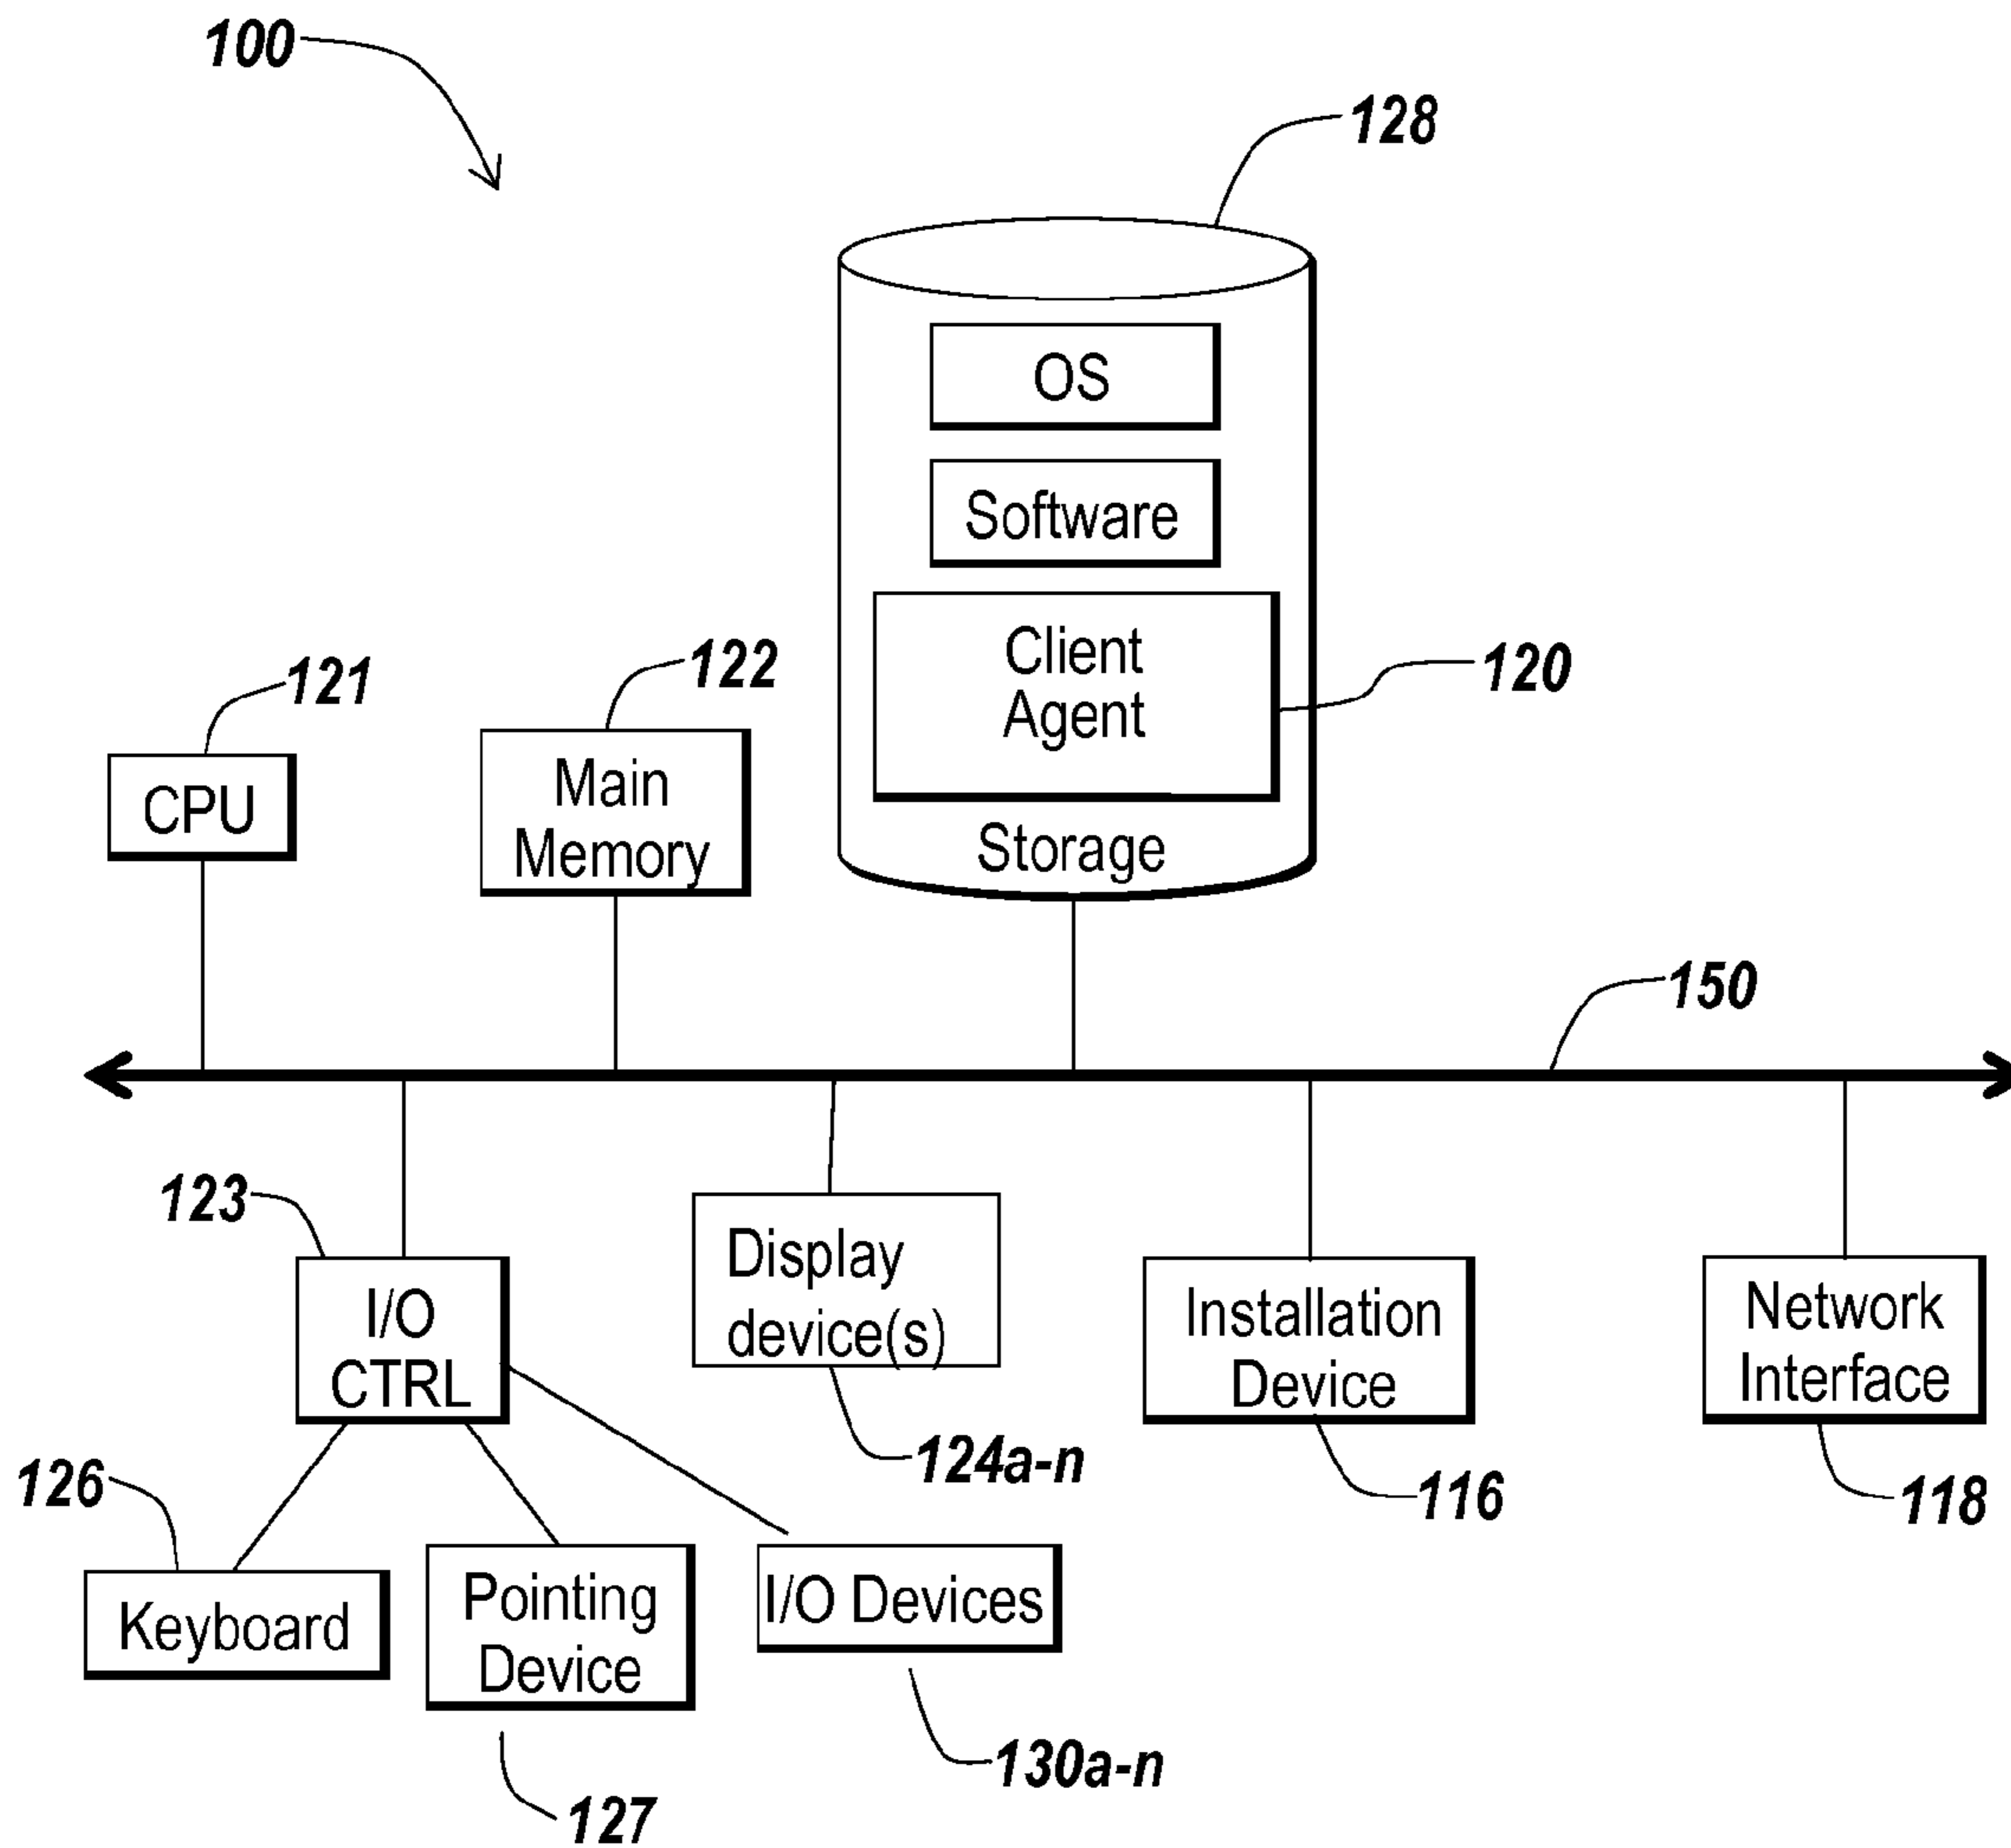 100
128
OS
Software
Client
Agent
120
Storage
121
CPU
122
Main
Memory
150
123
I/O
CTRL
Display
device(s)
124a-n
Installation
Device
116
Network
Interface
118
126
Keyboard
Pointing
Device
127
I/O Devices
130a-n